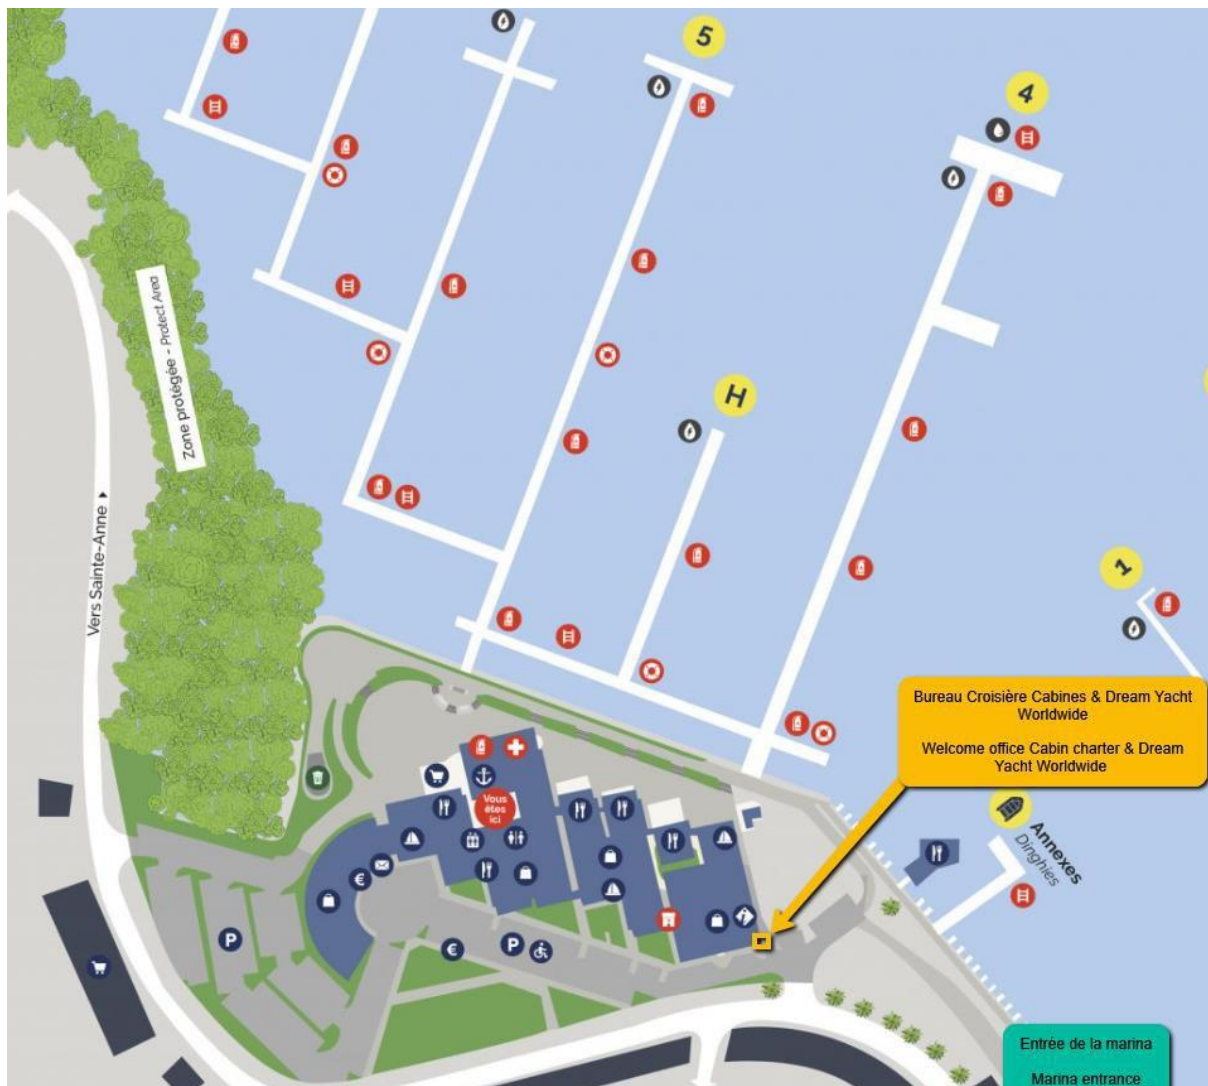 5
4
H
1
Zone protégée - Protect Area
Vers Sainte-Anne
Bureau Croisière Cabines & Dream Yacht
Worldwide
Welcome office Cabin charter & Dream
Yacht Worldwide
Vous
êtes
ici
Annexes
Dinghies
€
P
€
P
Entrée de la marina
Marina entrance